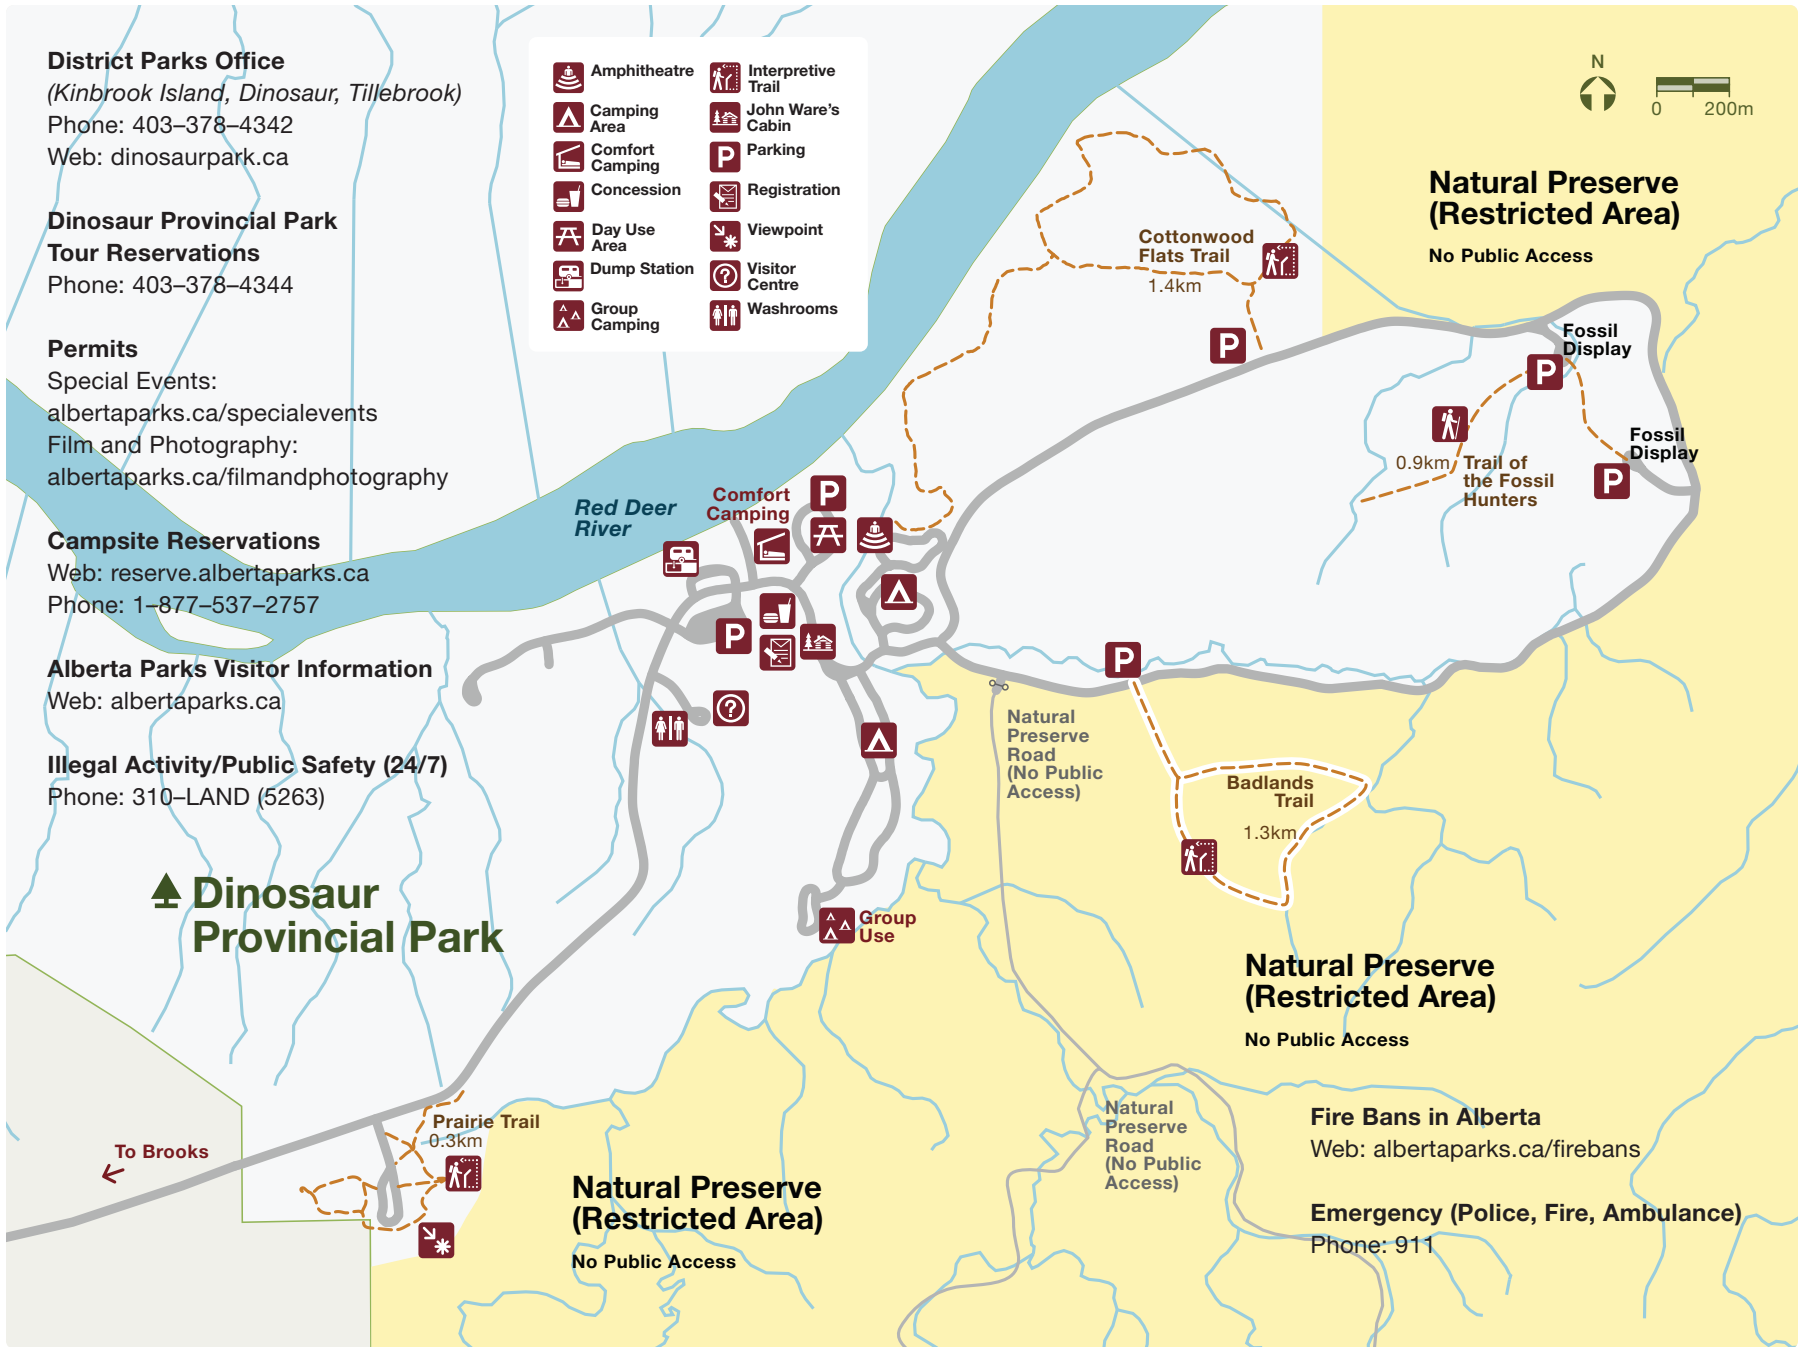 District Parks Office
(Kinbrook Island, Dinosaur, Tillebrook)
Phone: 403–378–4342
Web: dinosaurpark.ca
Dinosaur Provincial Park
Tour Reservations
Phone: 403–378–4344
Permits
Special Events:
albertaparks.ca/specialevents
Film and Photography:
albertaparks.ca/filmandphotography
Campsite Reservations
Web: reserve.albertaparks.ca
Phone: 1–877–537–2757
Alberta Parks Visitor Information
Web: albertaparks.ca
Illegal Activity/Public Safety (24/7)
Phone: 310–LAND (5263)
Dinosaur
Provincial Park
Amphitheatre
Camping
Area
Comfort
Camping
Concession
Day Use
Area
Dump Station
Group
Camping
Interpretive
Trail
John Ware's
Cabin
P
Parking
Registration
Viewpoint
?
Visitor
Centre
Washrooms
N
0 200m
Natural Preserve
(Restricted Area)
No Public Access
Cottonwood
Flats Trail
1.4km
P
Fossil
Display
P
Fossil
Display
P
0.9km
Trail of
the Fossil
Hunters
Red Deer
River
Comfort
Camping
P
P
P
?
Natural
Preserve
Road
(No Public
Access)
Badlands
Trail
1.3km
Group
Use
Natural Preserve
(Restricted Area)
No Public Access
Natural
Preserve
Road
(No Public
Access)
Prairie Trail
0.3km
To Brooks
Natural Preserve
(Restricted Area)
No Public Access
Fire Bans in Alberta
Web: albertaparks.ca/firebans
Emergency (Police, Fire, Ambulance)
Phone: 911